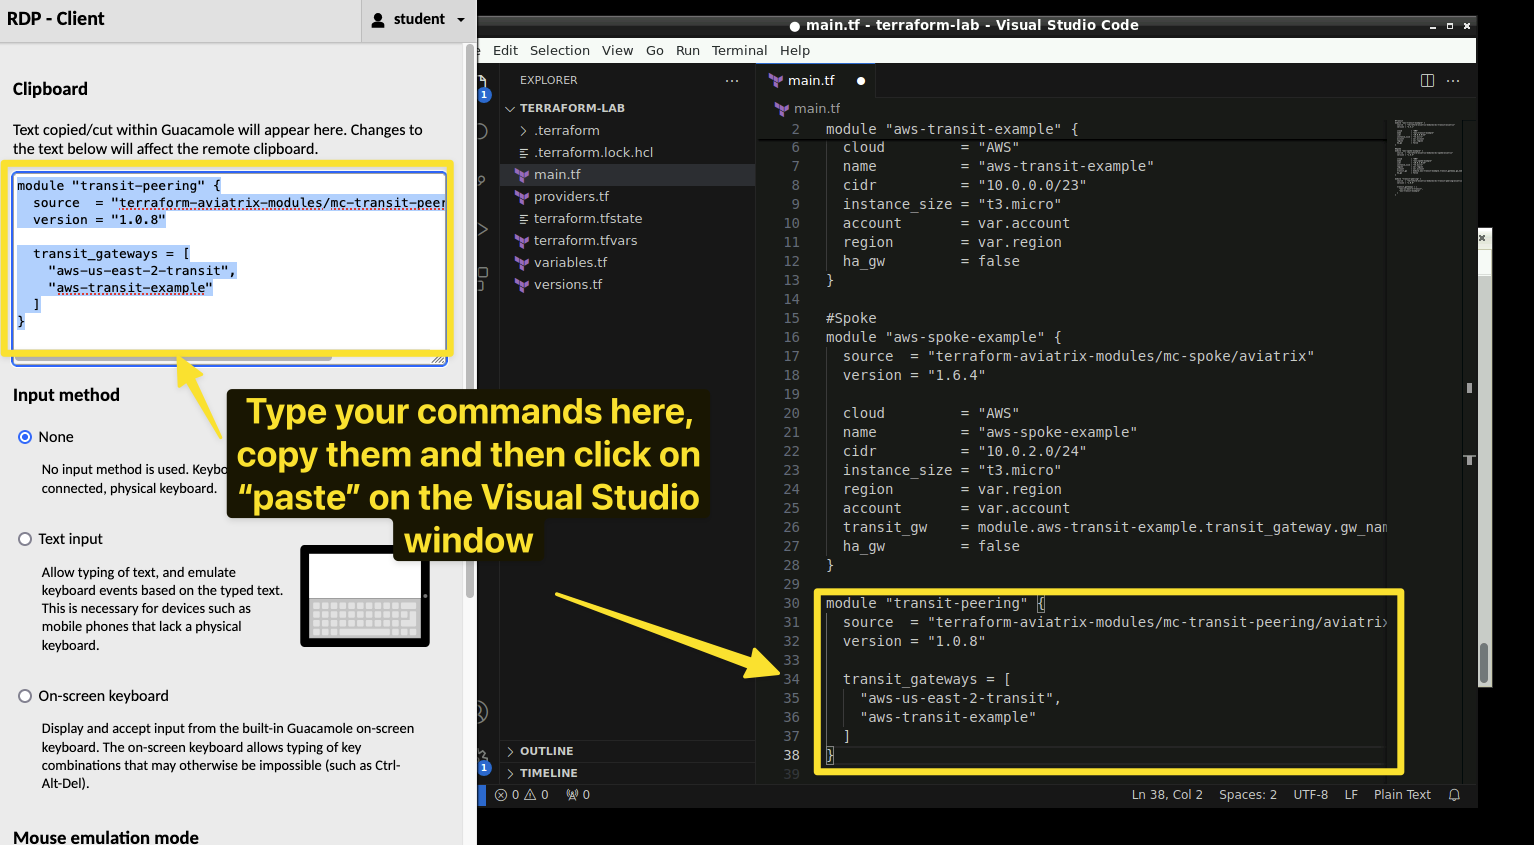 RDP - Client
student
Clipboard
Text copied/cut within Guacamole will appear here. Changes to
the text below will affect the remote clipboard.
module "transit-peering" {
source = "terraform-aviatrix-modules/mc-transit-peer
version = "1.0.8"
transit_gateways = [
"aws-us-east-2-transit",
"aws-transit-example"
]
}
Input method
None
No input method is used. Keybo
connected, physical keyboard.
Text input
Allow typing of text, and emulate
keyboard events based on the typed text.
This is necessary for devices such as
mobile phones that lack a physical
keyboard.
On-screen keyboard
Display and accept input from the built-in Guacamole on-screen
keyboard. The on-screen keyboard allows typing of key
combinations that may otherwise be impossible (such as Ctrl-
Alt-Del).
Mouse emulation mode
Type your commands here,
copy them and then click on
“paste” on the Visual Studio
window
● main.tf - terraform-lab - Visual Studio Code
Edit Selection View Go Run Terminal Help
1
1
EXPLORER
TERRAFORM-LAB
.terraform
.terraform.lock.hcl
main.tf
providers.tf
terraform.tfstate
terraform.tfvars
variables.tf
versions.tf
OUTLINE
TIMELINE
main.tf
main.tf
2 module "aws-transit-example" {
6 cloud = "AWS"
7 name = "aws-transit-example"
8 cidr = "10.0.0.0/23"
9 instance_size = "t3.micro"
10 account = var.account
11 region = var.region
12 ha_gw = false
13 }
14
15 #Spoke
16 module "aws-spoke-example" {
17 source = "terraform-aviatrix-modules/mc-spoke/aviatrix"
18 version = "1.6.4"
19
20 cloud = "AWS"
21 name = "aws-spoke-example"
22 cidr = "10.0.2.0/24"
23 instance_size = "t3.micro"
24 region = var.region
25 account = var.account
26 transit_gw = module.aws-transit-example.transit_gateway.gw_nam
27 ha_gw = false
28 }
29
30 module "transit-peering" {
31 source = "terraform-aviatrix-modules/mc-transit-peering/aviatrix
32 version = "1.0.8"
33
34 transit_gateways = [
35 "aws-us-east-2-transit",
36 "aws-transit-example"
37 ]
38 }
39
0 0 0
Ln 38, Col 2 Spaces: 2 UTF-8 LF Plain Text